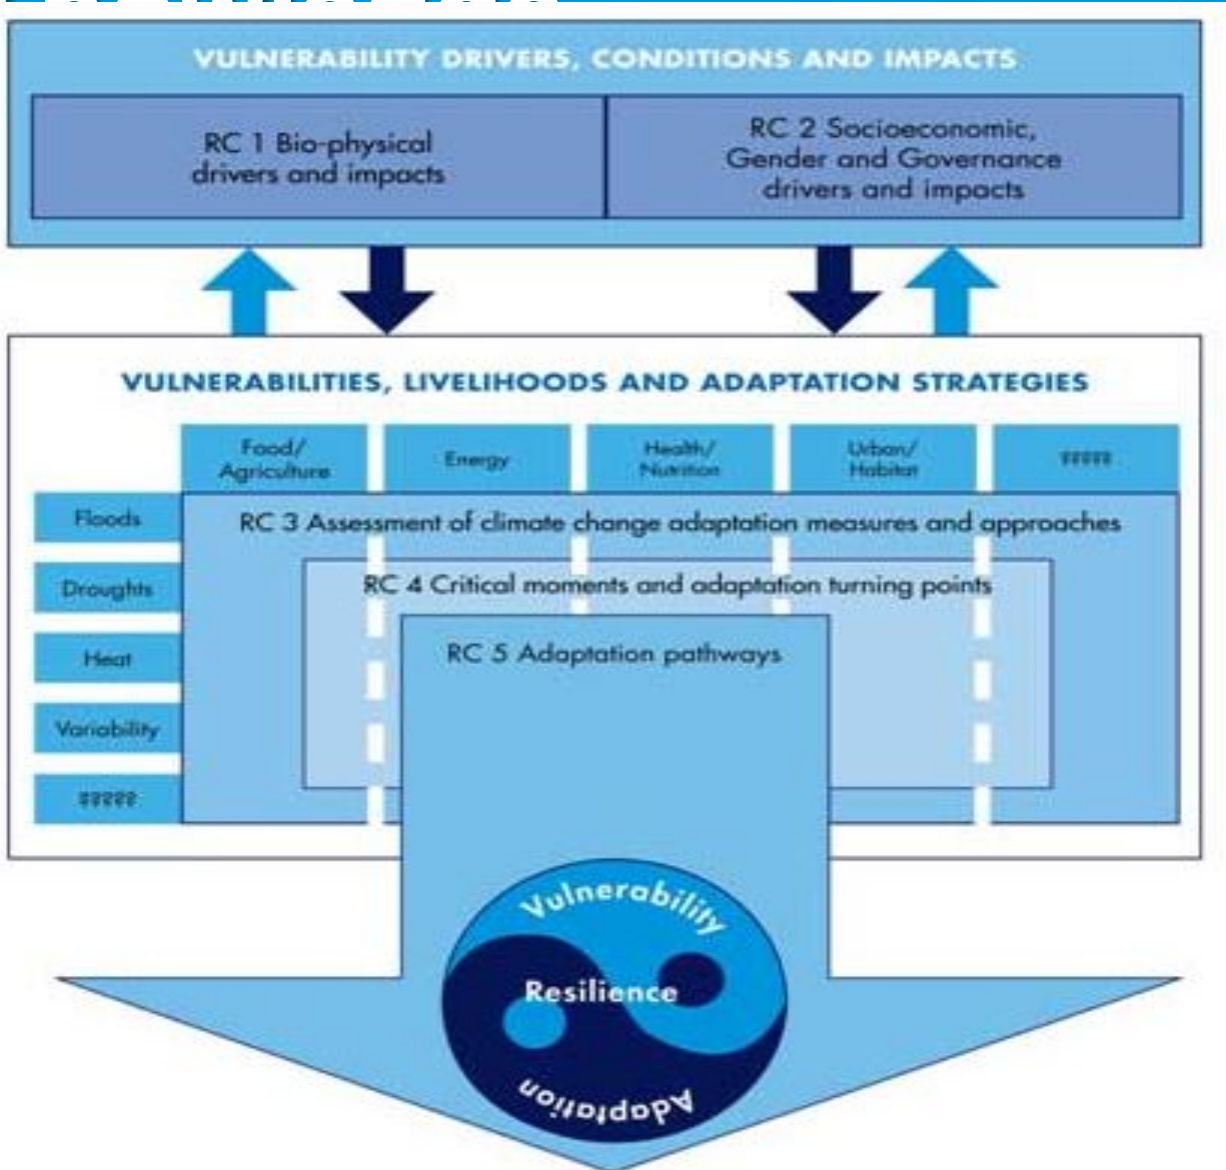 VULNERABILITY DRIVERS, CONDITIONS AND IMPACTS
RC 1 Bio-physical
drivers and impacts
RC 2 Socioeconomic,
Gender and Governance
drivers and impacts
VULNERABILITIES, LIVELIHOODS AND ADAPTATION STRATEGIES
Food/
Agriculture
Energy
Health/
Nutrition
Urban/
Habitat
?????
Floods
RC 3 Assessment of climate change adaptation measures and approaches
Droughts
RC 4 Critical moments and adaptation turning points
Heat
RC 5 Adaptation pathways
Variability
?????
Vulnerability
Resilience
Adaptation